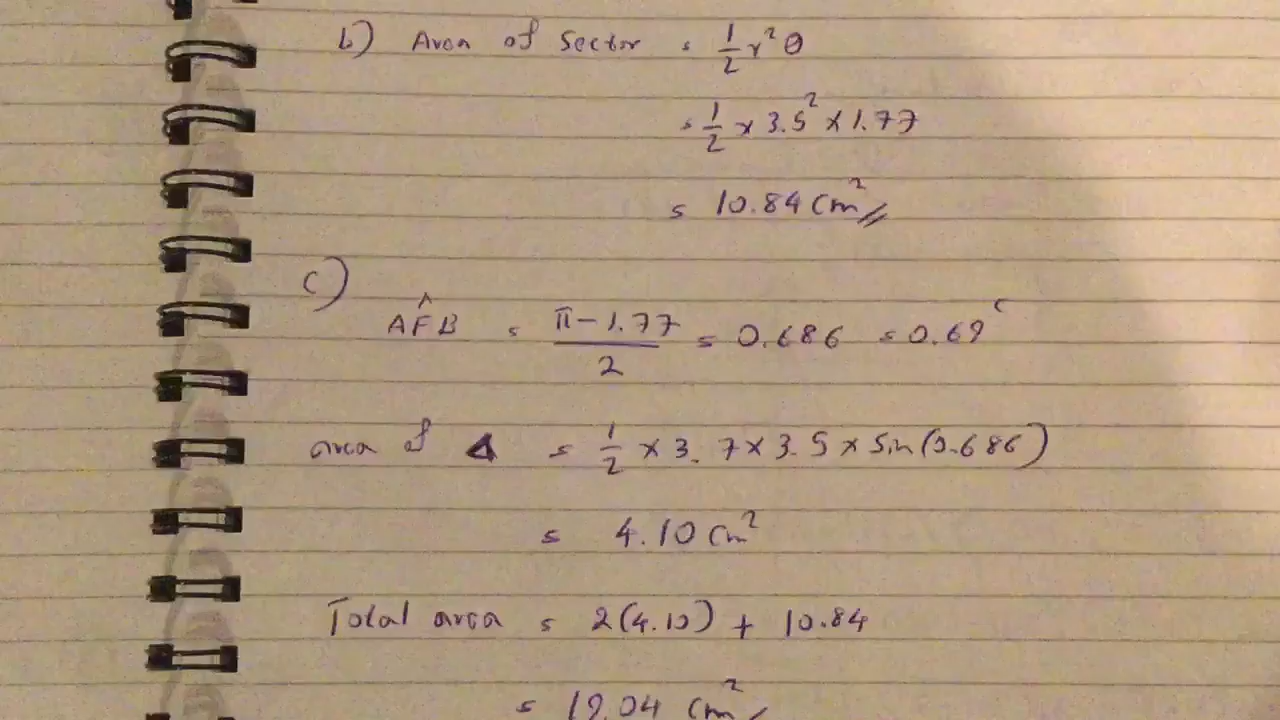 b) Area of Sector = 1/2 r² θ
= 1/2 × 3.5² × 1.77
= 10.84 cm²
c)
AF̂B = (π − 1.77)/2 = 0.686 = 0.69ᶜ
area of Δ = 1/2 × 3.7 × 3.5 × Sin(0.686)
= 4.10 cm²
Total area = 2(4.10) + 10.84
= 19.04 cm²